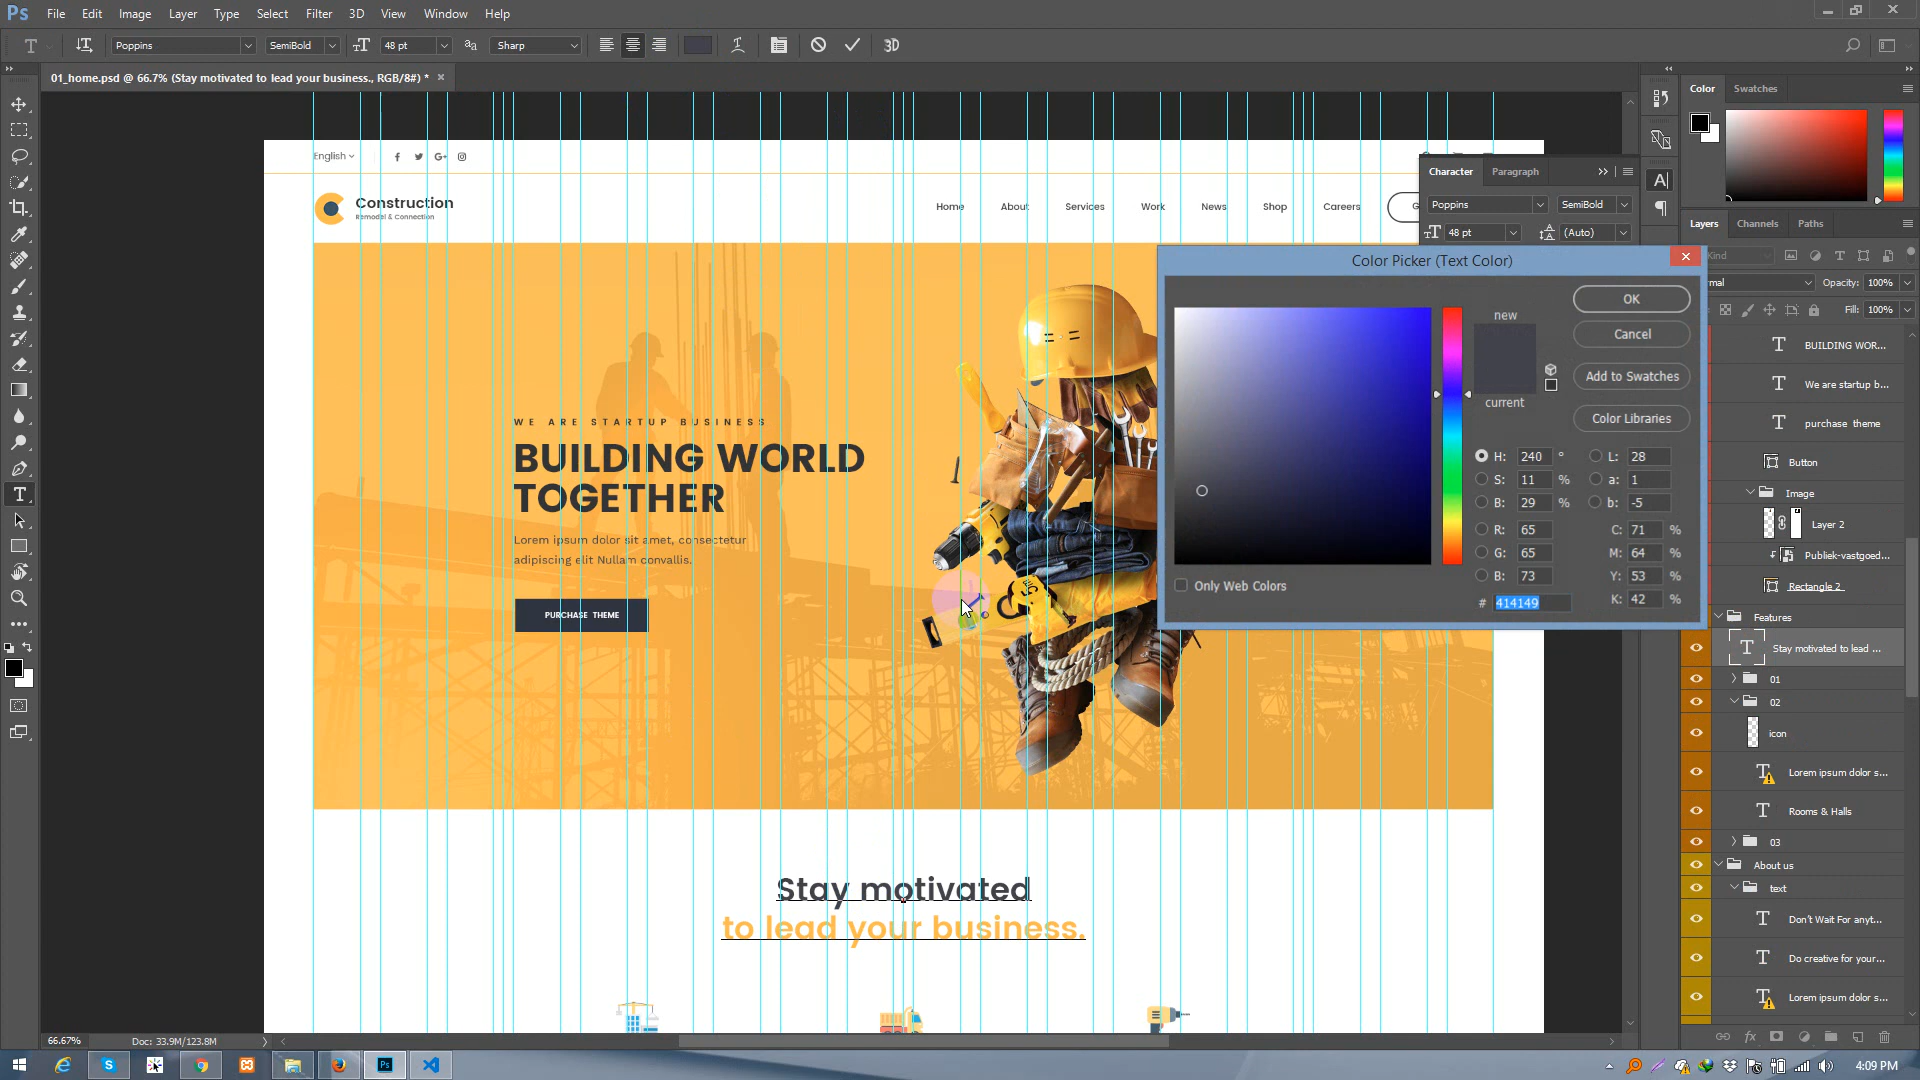 Ps File Edit Image Layer Type Select Filter 3D View Window Help
T Poppins SemiBold 48 pt aa Sharp 3D
01_home.psd @ 66.7% (Stay motivated to lead your business., RGB/8#) * ×
Color Swatches
English
Character Paragraph
Poppins SemiBold
48 pt (Auto)
Construction
Remodel & Connection
Home About Services Work News Shop Careers G
Layers Channels Paths
Color Picker (Text Color)
Kind
mal Opacity: 100%
Fill: 100%
OK
new
Cancel
Add to Swatches
current
Color Libraries
H: 240 °
S: 11 %
B: 29 %
R: 65
G: 65
B: 73
L: 28
a: 1
b: -5
C: 71 %
M: 64 %
Y: 53 %
K: 42 %
Only Web Colors
# 414149
WE ARE STARTUP BUSINESS
BUILDING WORLD
TOGETHER
Lorem ipsum dolor sit amet, consectetur
adipiscing elit Nullam convallis.
PURCHASE THEME
BUILDING WOR...
We are startup b...
purchase theme
Button
Image
Layer 2
Publiek-vastgoed...
Rectangle 2
Features
Stay motivated to lead ...
01
02
icon
Lorem ipsum dolor s...
Rooms & Halls
03
About us
text
Don't Wait For anyt...
Do creative for your...
Lorem ipsum dolor s...
Stay motivated
to lead your business.
66.67% Doc: 33.9M/123.8M
4:09 PM